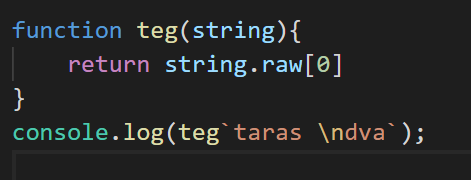 function teg(string){
    return string.raw[0]
}
console.log(teg`taras \ndva`);